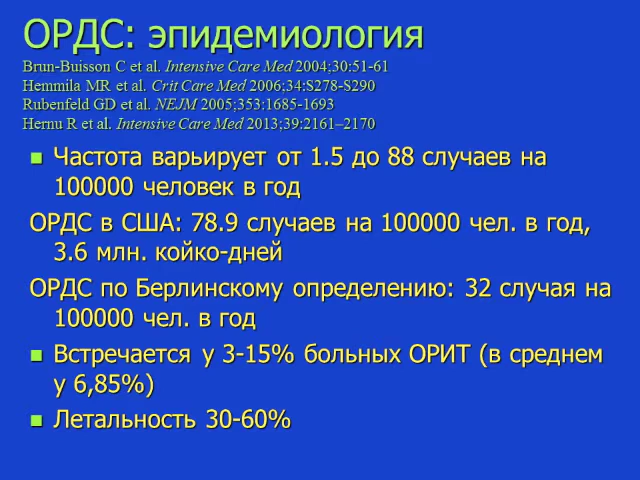 ОРДС: эпидемиология
Brun-Buisson C et al. Intensive Care Med 2004;30:51-61
Hemmila MR et al. Crit Care Med 2006;34:S278-S290
Rubenfeld GD et al. NEJM 2005;353:1685-1693
Hernu R et al. Intensive Care Med 2013;39:2161–2170
■ Частота варьирует от 1.5 до 88 случаев на
100000 человек в год
ОРДС в США: 78.9 случаев на 100000 чел. в год,
3.6 млн. койко-дней
ОРДС по Берлинскому определению: 32 случая на
100000 чел. в год
■ Встречается у 3-15% больных ОРИТ (в среднем
у 6,85%)
■ Летальность 30-60%